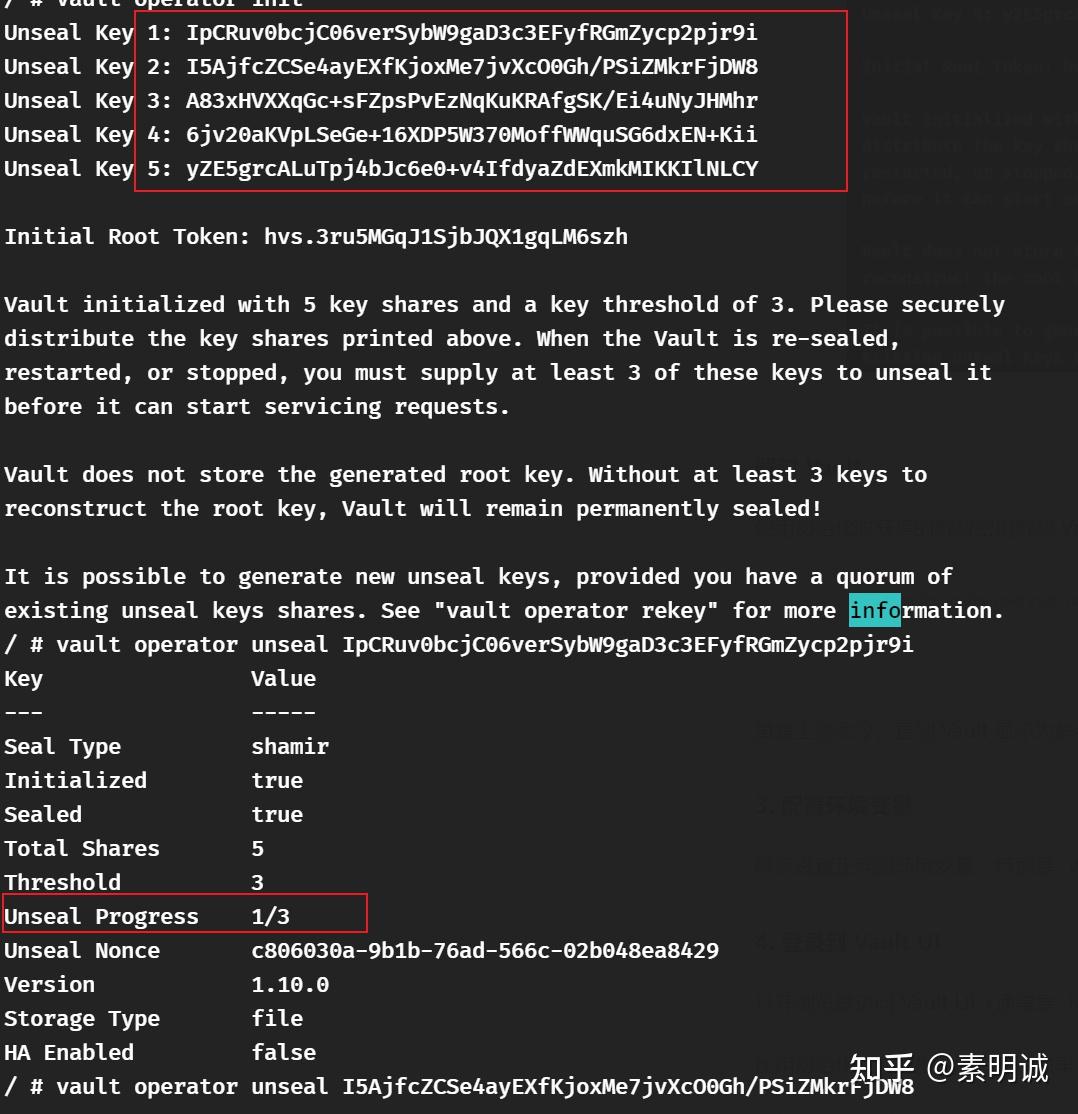 / # vault operator init
Unseal Key 1: IpCRuv0bcjC06verSybW9gaD3c3EFyfRGmZycp2pjr9i
Unseal Key 2: I5AjfcZCSe4ayEXfKjoxMe7jvXcO0Gh/PSiZMkrFjDW8
Unseal Key 3: A83xHVXXqGc+sFZpsPvEzNqKuKRAfgSK/Ei4uNyJHMhr
Unseal Key 4: 6jv20aKVpLSeGe+16XDP5W370MoffWWquSG6dxEN+Kii
Unseal Key 5: yZE5grcALuTpj4bJc6e0+v4IfdyaZdEXmkMIKKIlNLCY
Initial Root Token: hvs.3ru5MGqJ1SjbJQX1gqLM6szh
Vault initialized with 5 key shares and a key threshold of 3. Please securely
distribute the key shares printed above. When the Vault is re-sealed,
restarted, or stopped, you must supply at least 3 of these keys to unseal it
before it can start servicing requests.
Vault does not store the generated root key. Without at least 3 keys to
reconstruct the root key, Vault will remain permanently sealed!
It is possible to generate new unseal keys, provided you have a quorum of
existing unseal keys shares. See "vault operator rekey" for more information.
/ # vault operator unseal IpCRuv0bcjC06verSybW9gaD3c3EFyfRGmZycp2pjr9i
Key Value
--- -----
Seal Type shamir
Initialized true
Sealed true
Total Shares 5
Threshold 3
Unseal Progress 1/3
Unseal Nonce c806030a-9b1b-76ad-566c-02b048ea8429
Version 1.10.0
Storage Type file
HA Enabled false
/ # vault operator unseal I5AjfcZCSe4ayEXfKjoxMe7jvXcO0Gh/PSiZMkrFjDW8
知乎 @素明诚